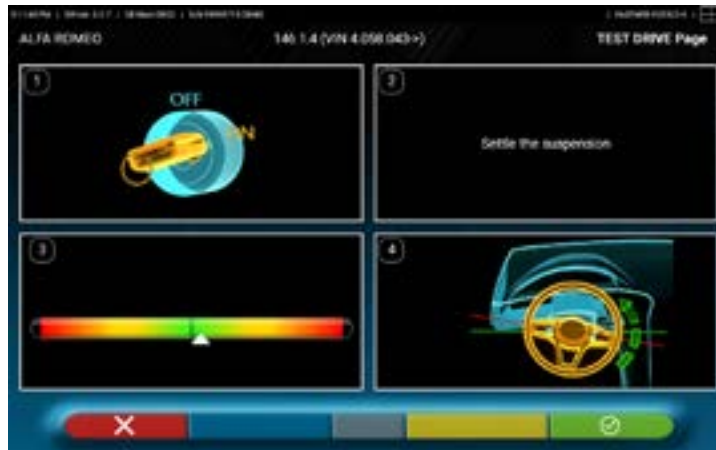 ALFA ROMEO
146 1.4 (VIN 4.058.043->)
TEST DRIVE Page
1
OFF
ON
2
Settle the suspension
3
4